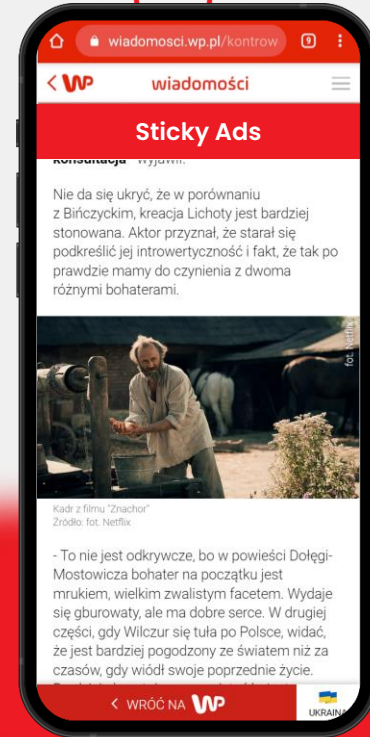 wiadomosci.wp.pl/kontrow
9
WP
wiadomości
Sticky Ads
konsultacja - wyjawił.
Nie da się ukryć, że w porównaniu
z Bińczyckim, kreacja Lichoty jest bardziej
stonowana. Aktor przyznał, że starał się
podkreślić jej introwertyczność i fakt, że tak po
prawdzie mamy do czynienia z dwoma
różnymi bohaterami.
fot. Netflix
Kadr z filmu "Znachor"
Źródło: fot. Netflix
- To nie jest odkrywcze, bo w powieści Dołęgi-
Mostowicza bohater na początku jest
mrukiem, wielkim zwalistym facetem. Wydaje
się gburowaty, ale ma dobre serce. W drugiej
części, gdy Wilczur się tuła po Polsce, widać,
że jest bardziej pogodzony ze światem niż za
czasów, gdy wiódł swoje poprzednie życie.
WRÓĆ NA WP
UKRAINA